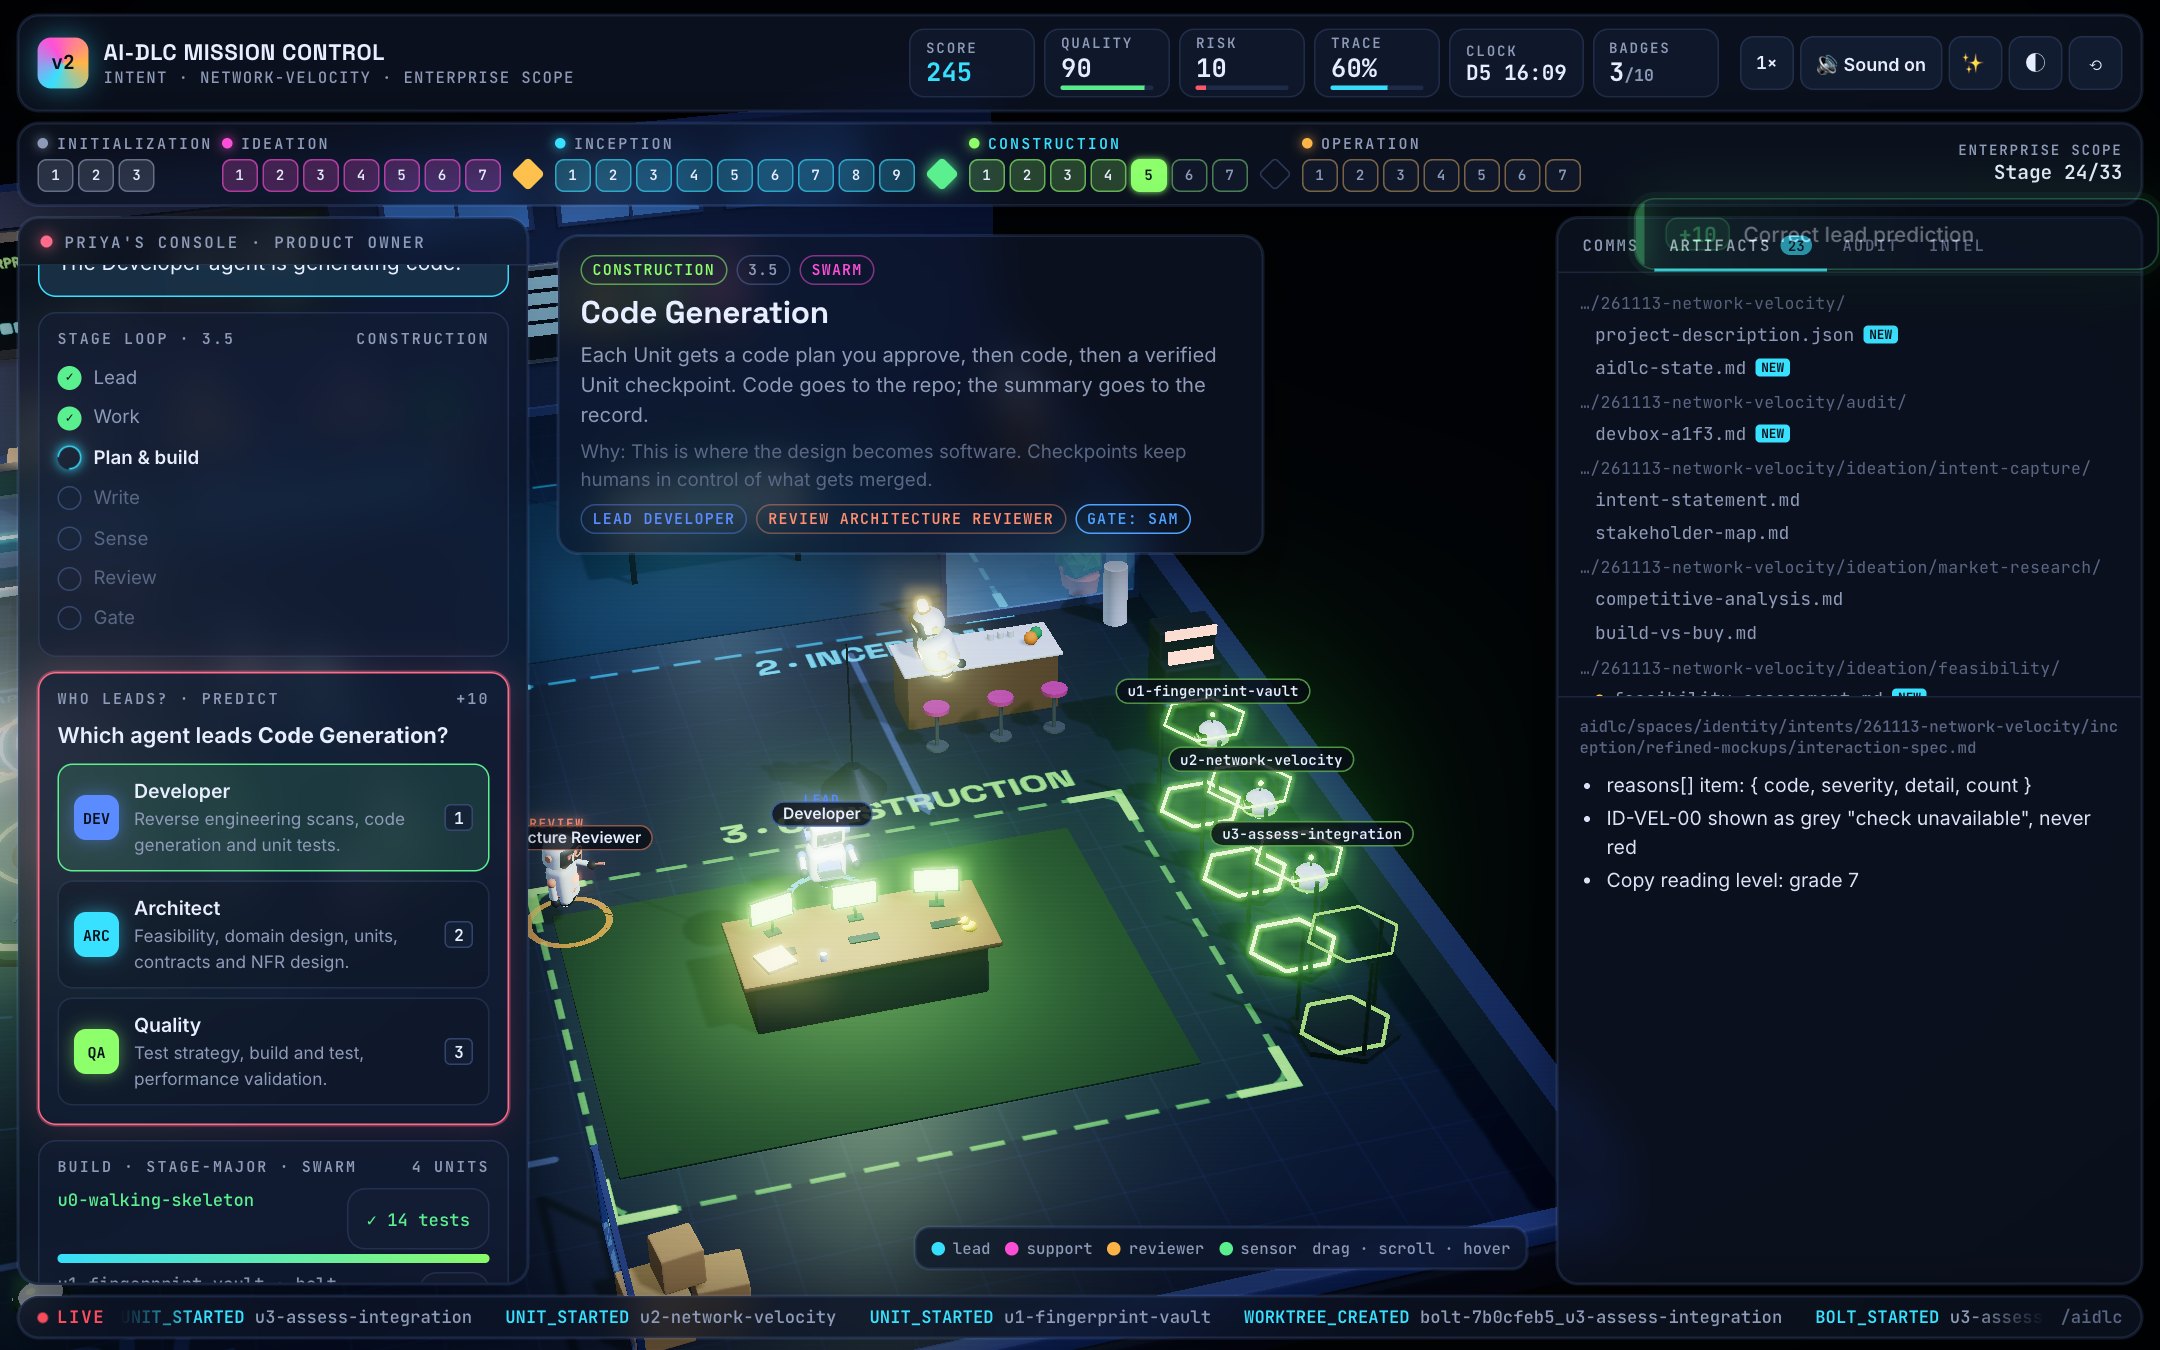 v2
AI-DLC MISSION CONTROL
INTENT · NETWORK-VELOCITY · ENTERPRISE SCOPE
SCORE
245
QUALITY
90
RISK
10
TRACE
60%
CLOCK
D5 16:09
BADGES
3/10
1×
Sound on
INITIALIZATION
1 2 3
IDEATION
1 2 3 4 5 6 7
INCEPTION
1 2 3 4 5 6 7 8 9
CONSTRUCTION
1 2 3 4 5 6 7
OPERATION
1 2 3 4 5 6 7
ENTERPRISE SCOPE
Stage 24/33
PRIYA'S CONSOLE · PRODUCT OWNER
The Developer agent is generating code.
STAGE LOOP · 3.5 CONSTRUCTION
✓ Lead
✓ Work
Plan & build
Write
Sense
Review
Gate
WHO LEADS? · PREDICT +10
Which agent leads Code Generation?
DEV
Developer
Reverse engineering scans, code
generation and unit tests.
1
ARC
Architect
Feasibility, domain design, units,
contracts and NFR design.
2
QA
Quality
Test strategy, build and test,
performance validation.
3
BUILD · STAGE-MAJOR · SWARM 4 UNITS
u0-walking-skeleton
✓ 14 tests
CONSTRUCTION 3.5 SWARM
Code Generation
Each Unit gets a code plan you approve, then code, then a verified
Unit checkpoint. Code goes to the repo; the summary goes to the
record.
Why: This is where the design becomes software. Checkpoints keep
humans in control of what gets merged.
LEAD DEVELOPER REVIEW ARCHITECTURE REVIEWER GATE: SAM
u1-fingerprint-vault
u2-network-velocity
u3-assess-integration
LEAD
Developer
REVIEW
cture Reviewer
lead support reviewer sensor drag · scroll · hover
+10 Correct lead prediction
COMMS ARTIFACTS 23 AUDIT INTEL
…/261113-network-velocity/
project-description.json NEW
aidlc-state.md NEW
…/261113-network-velocity/audit/
devbox-a1f3.md NEW
…/261113-network-velocity/ideation/intent-capture/
intent-statement.md
stakeholder-map.md
…/261113-network-velocity/ideation/market-research/
competitive-analysis.md
build-vs-buy.md
…/261113-network-velocity/ideation/feasibility/
aidlc/spaces/identity/intents/261113-network-velocity/inc
eption/refined-mockups/interaction-spec.md
• reasons[] item: { code, severity, detail, count }
• ID-VEL-00 shown as grey "check unavailable", never
red
• Copy reading level: grade 7
LIVE UNIT_STARTED u3-assess-integration UNIT_STARTED u2-network-velocity UNIT_STARTED u1-fingerprint-vault WORKTREE_CREATED bolt-7b0cfeb5_u3-assess-integration BOLT_STARTED u3-assess /aidlc